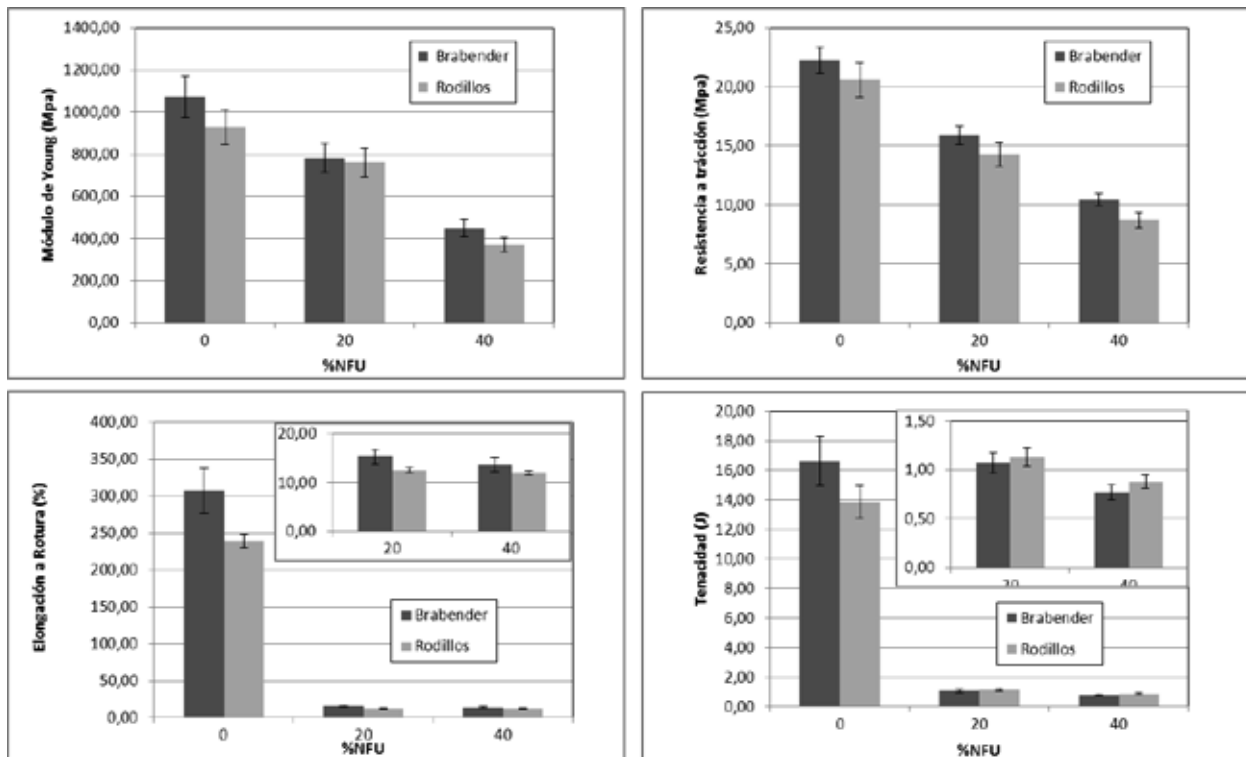 1400,00
1200,00
1000,00
800,00
600,00
400,00
200,00
0,00
Módulo de Young (Mpa)
Brabender
Rodillos
0 20 40
%NFU
25,00
20,00
15,00
10,00
5,00
0,00
Resistencia a tráccíón (Mpa)
Brabender
Rodillos
0 20 40
%NFU
400,00
350,00
300,00
250,00
200,00
150,00
100,00
50,00
0,00
Elongación a Rotura (%)
20,00
10,00
0,00
20 40
Brabender
Rodillos
0 20 40
%NFU
20,00
18,00
16,00
14,00
12,00
10,00
8,00
6,00
4,00
2,00
0,00
Tenacidad (J)
1,50
1,00
0,50
0,00
20 40
Brabender
Rodillos
0 20 40
%NFU